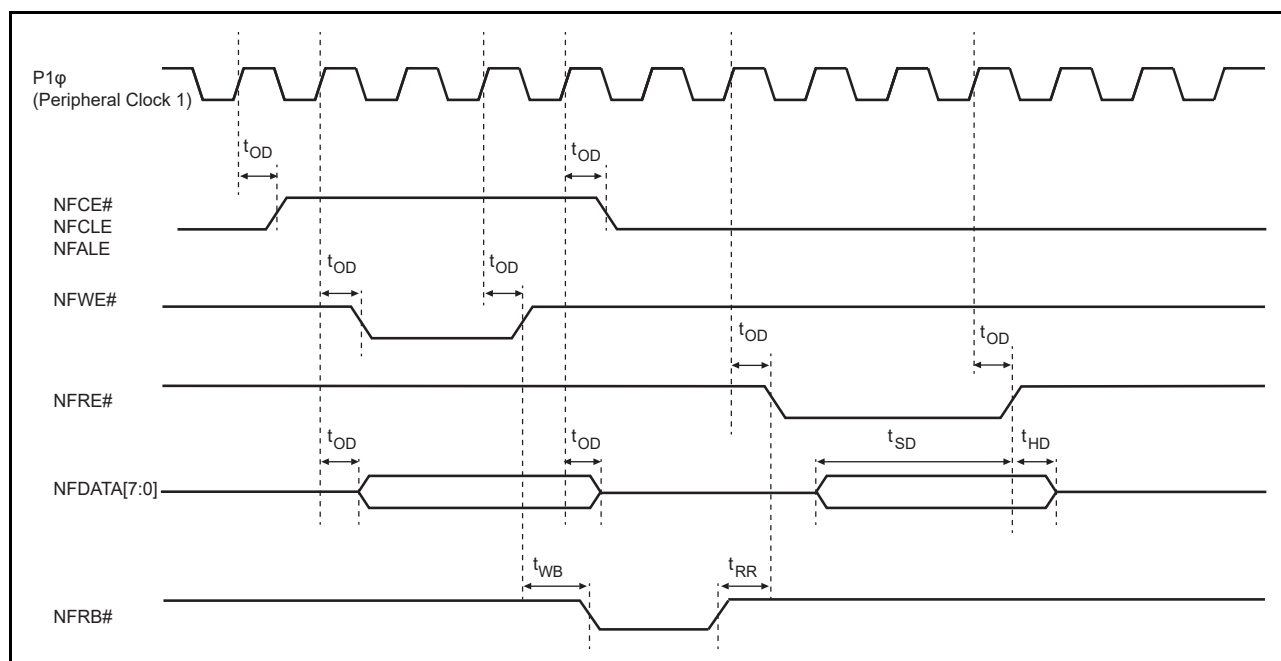 P1φ
(Peripheral Clock 1)
tOD
tOD
NFCE#
NFCLE
NFALE
tOD
tOD
NFWE#
tOD
tOD
NFRE#
tOD
tOD
tSD
tHD
NFDATA[7:0]
tWB
tRR
NFRB#